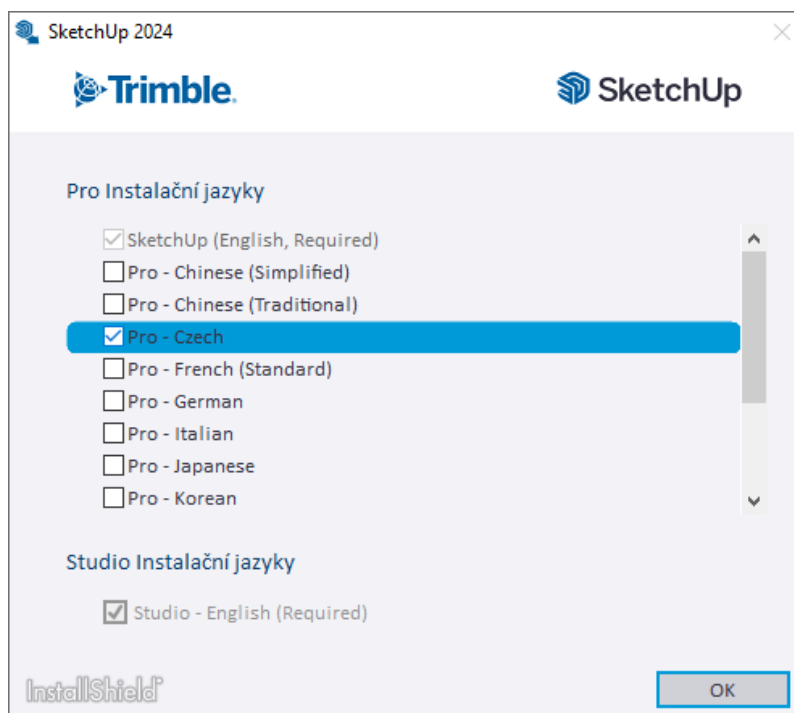 SketchUp 2024
Trimble.
SketchUp
Pro Instalační jazyky
SketchUp (English, Required)
Pro - Chinese (Simplified)
Pro - Chinese (Traditional)
Pro - Czech
Pro - French (Standard)
Pro - German
Pro - Italian
Pro - Japanese
Pro - Korean
Studio Instalační jazyky
Studio - English (Required)
InstallShield
OK